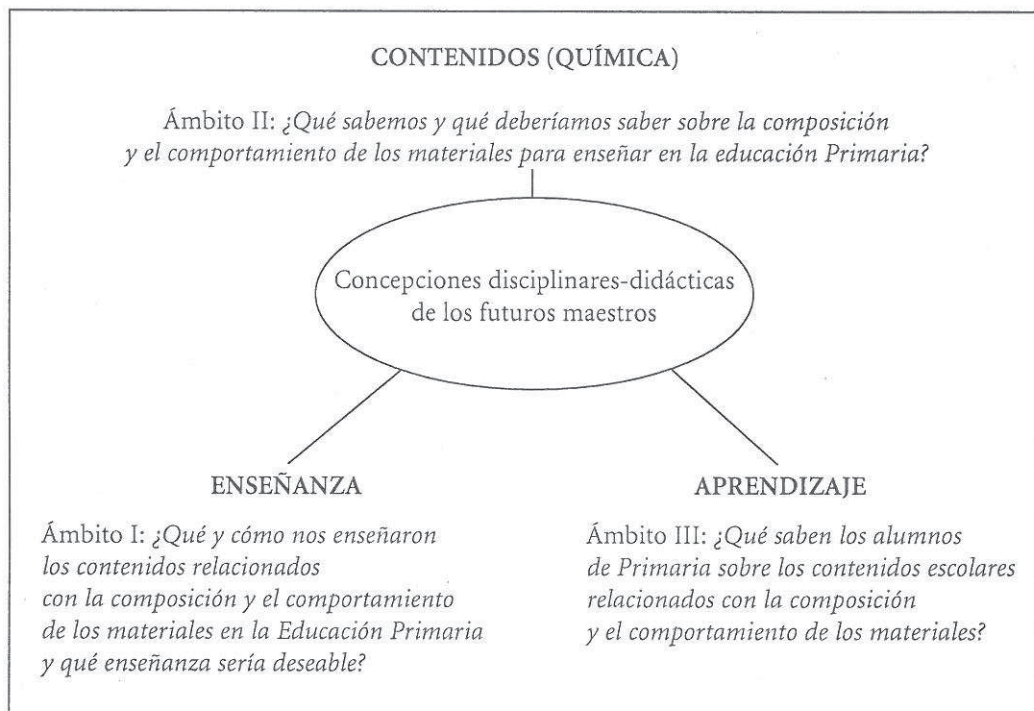 CONTENIDOS (QUÍMICA)
Ámbito II: ¿Qué sabemos y qué deberíamos saber sobre la composición
y el comportamiento de los materiales para enseñar en la educación Primaria?
Concepciones disciplinares-didácticas
de los futuros maestros
ENSEÑANZA
Ámbito I: ¿Qué y cómo nos enseñaron
los contenidos relacionados
con la composición y el comportamiento
de los materiales en la Educación Primaria
y qué enseñanza sería deseable?
APRENDIZAJE
Ámbito III: ¿Qué saben los alumnos
de Primaria sobre los contenidos escolares
relacionados con la composición
y el comportamiento de los materiales?